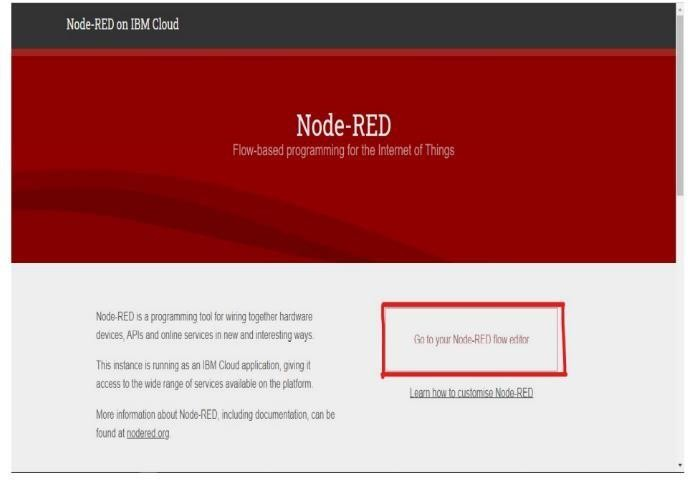 Node-RED on IBM Cloud
Node-RED
Flow-based programming for the Internet of Things
Node-RED is a programming tool for wiring together hardware
devices, APIs and online services in new and interesting ways.
This instance is running as an IBM Cloud application, giving it
access to the wide range of services available on the platform.
More information about Node-RED, including documentation, can be
found at nodered.org.
Go to your Node-RED flow editor
Learn how to customise Node-RED